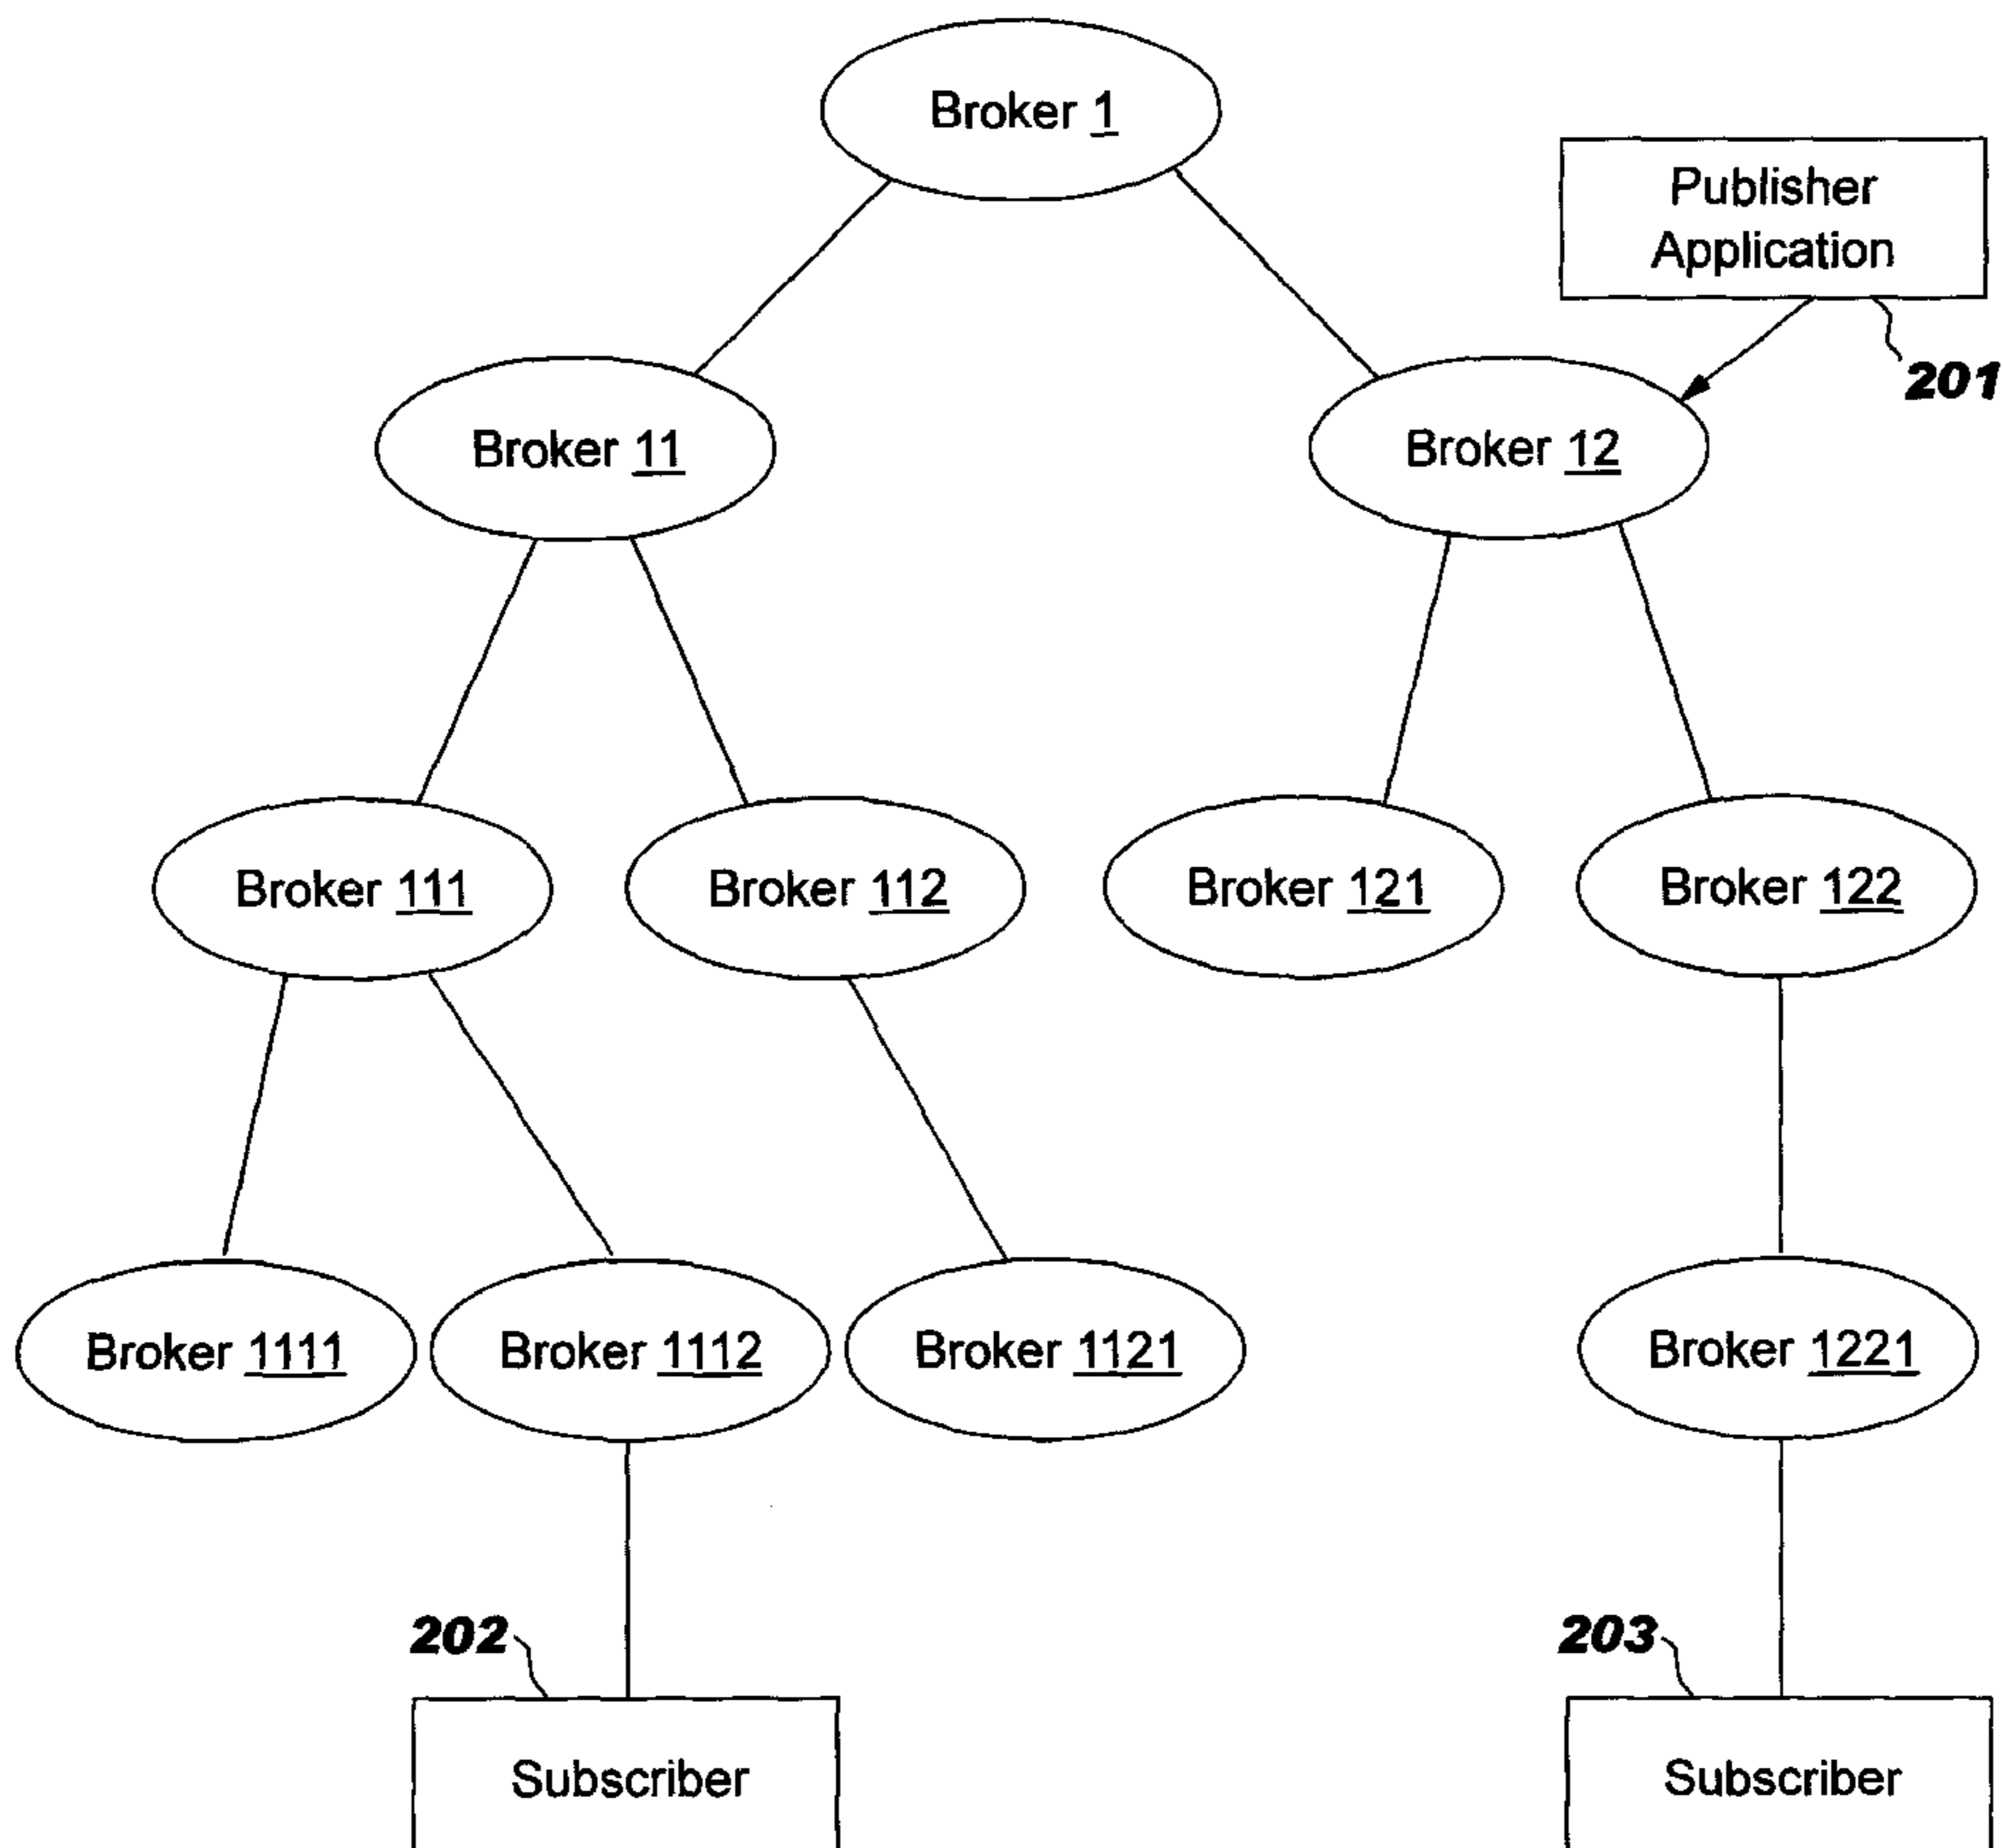 Broker 1
Publisher
Application
201
Broker 11
Broker 12
Broker 111
Broker 112
Broker 121
Broker 122
Broker 1111
Broker 1112
Broker 1121
Broker 1221
202
203
Subscriber
Subscriber